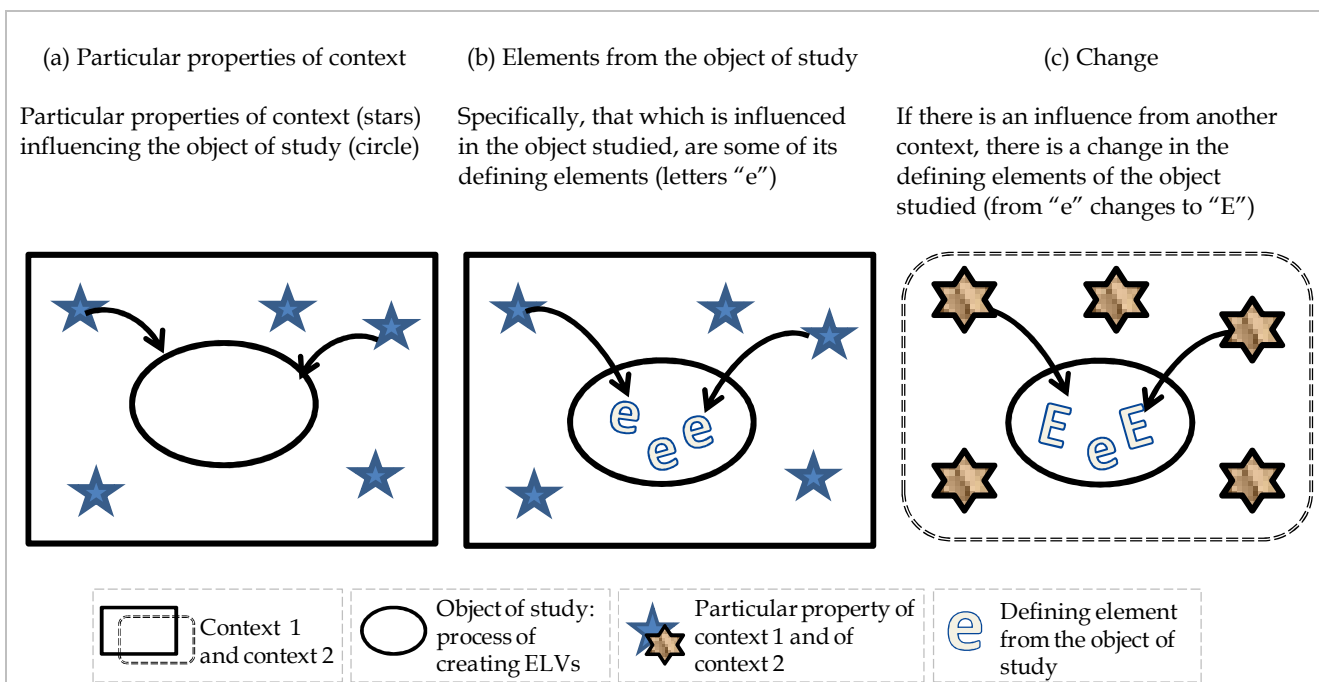 (a) Particular properties of context
Particular properties of context (stars)
influencing the object of study (circle)
(b) Elements from the object of study
Specifically, that which is influenced
in the object studied, are some of its
defining elements (letters “e”)
(c) Change
If there is an influence from another
context, there is a change in the
defining elements of the object
studied (from “e” changes to “E”)
e
e
e
E
e
E
Context 1
and context 2
Object of study:
process of
creating ELVs
Particular property of
context 1 and of
context 2
e
Defining element
from the object of
study